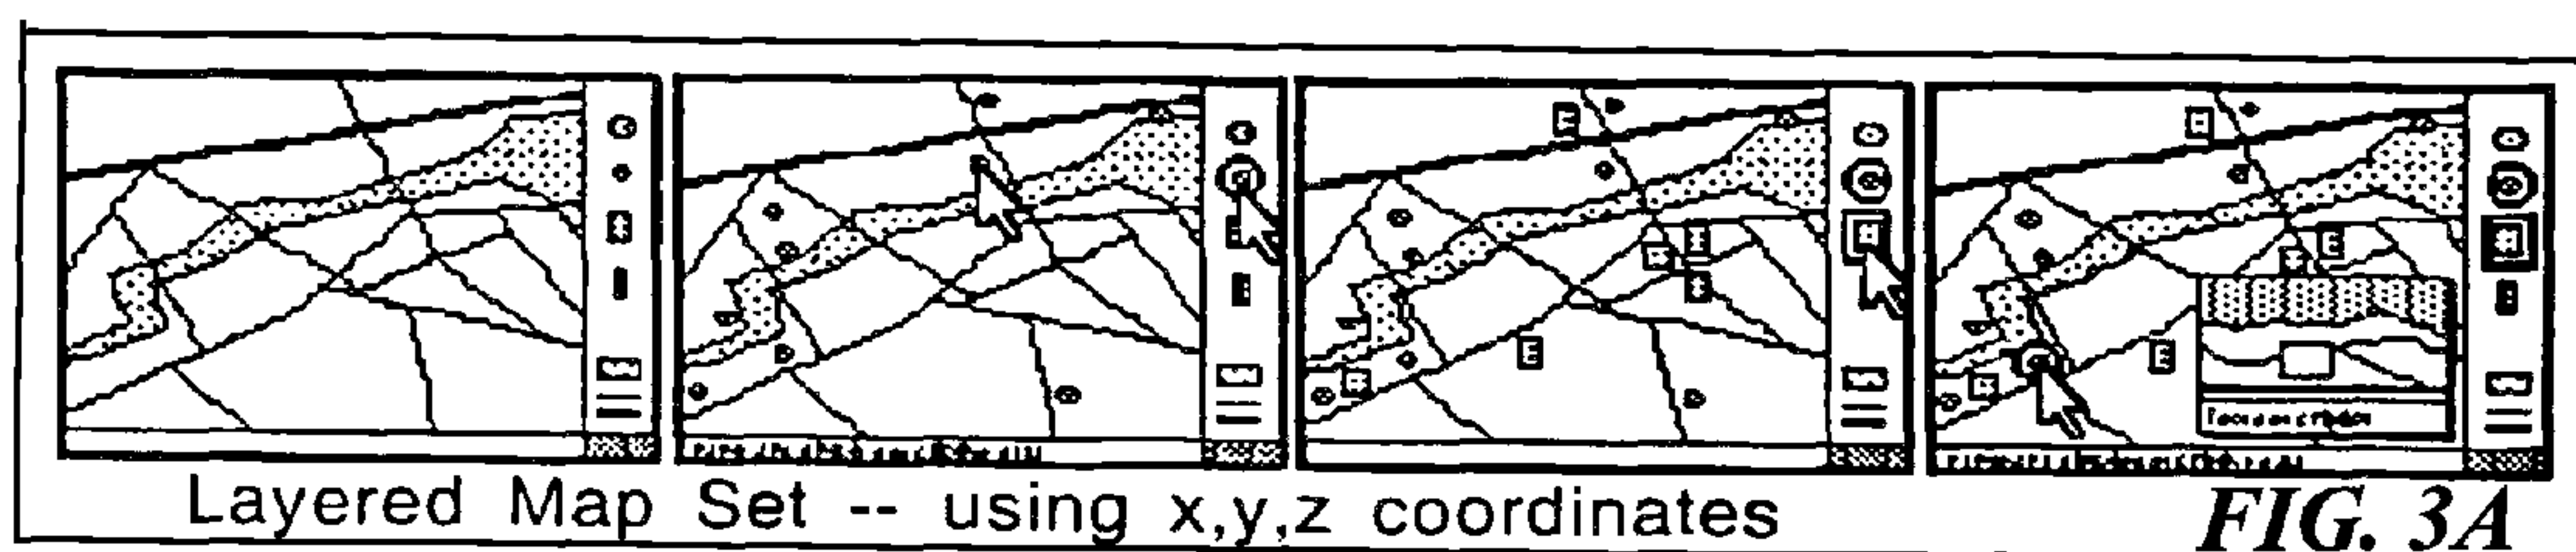 Layered Map Set -- using x,y,z coordinates
FIG. 3A